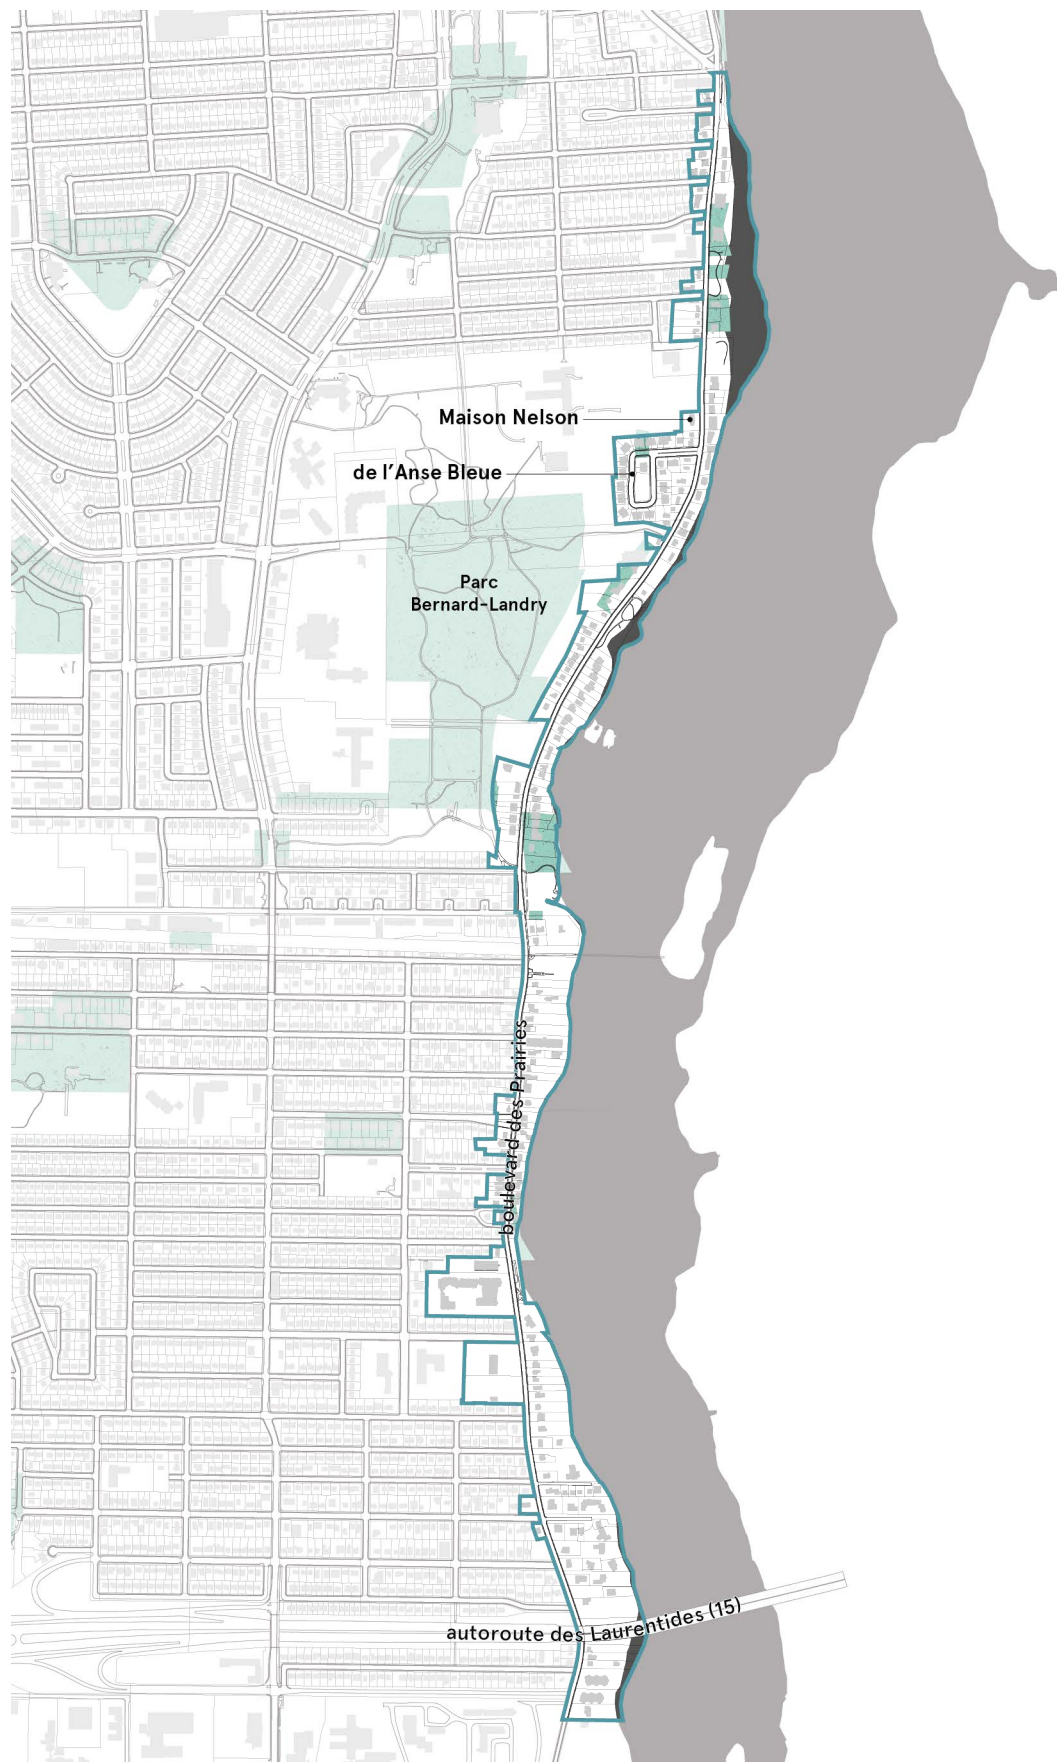 Maison Nelson
de l'Anse Bleue
Parc
Bernard-Landry
boulevard des Prairies
autoroute des Laurentides (15)